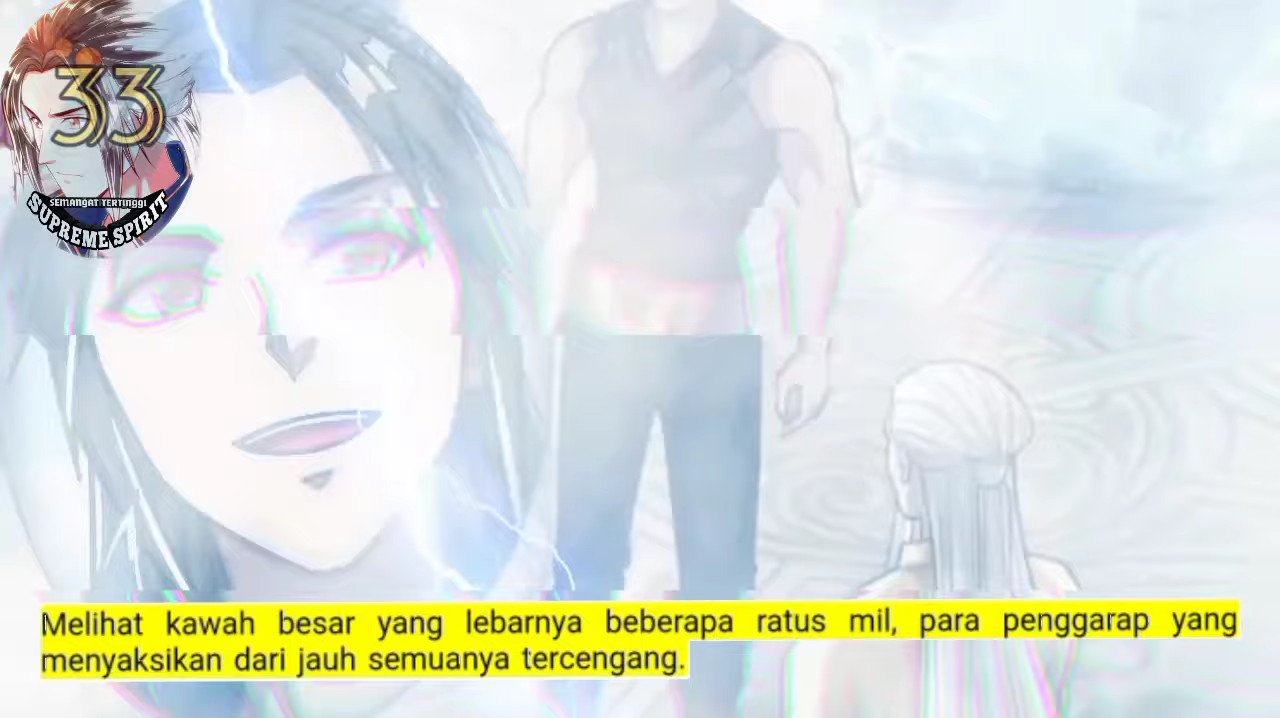 33
SEMANGAT TERTINGGI
SUPREME SPIRIT
Melihat kawah besar yang lebarnya beberapa ratus mil, para penggarap yang
menyaksikan dari jauh semuanya tercengang.